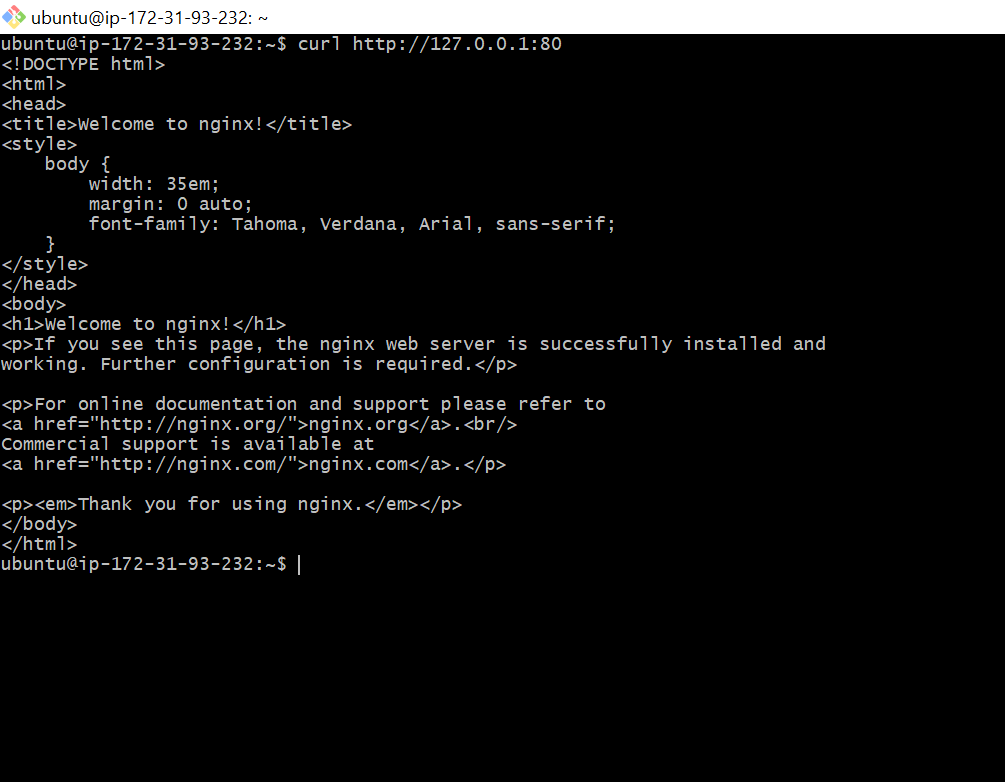 ubuntu@ip-172-31-93-232: ~
ubuntu@ip-172-31-93-232:~$ curl http://127.0.0.1:80
<!DOCTYPE html>
<html>
<head>
<title>Welcome to nginx!</title>
<style>
    body {
        width: 35em;
        margin: 0 auto;
        font-family: Tahoma, Verdana, Arial, sans-serif;
    }
</style>
</head>
<body>
<h1>Welcome to nginx!</h1>
<p>If you see this page, the nginx web server is successfully installed and
working. Further configuration is required.</p>

<p>For online documentation and support please refer to
<a href="http://nginx.org/">nginx.org</a>.<br/>
Commercial support is available at
<a href="http://nginx.com/">nginx.com</a>.</p>

<p><em>Thank you for using nginx.</em></p>
</body>
</html>
ubuntu@ip-172-31-93-232:~$